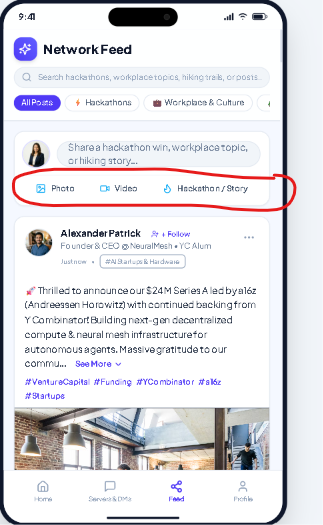 9:41
Network Feed
Search hackathons, workplace topics, hiking trails, or posts...
All Posts
Hackathons
Workplace & Culture
Share a hackathon win, workplace topic,
or hiking story...
Photo
Video
Hackathon / Story
Alexander Patrick
+ Follow
Founder & CEO @ NeuralMesh • YC Alum
Just now • #AI Startups & Hardware
🚀 Thrilled to announce our $24M Series A led by a16z
(Andreessen Horowitz) with continued backing from
Y Combinator! Building next-gen decentralized
compute & neural mesh infrastructure for
autonomous agents. Massive gratitude to our
commu... See More
#VentureCapital #Funding #YCombinator #a16z
#Startups
Home
Servers & DMs
Feed
Profile